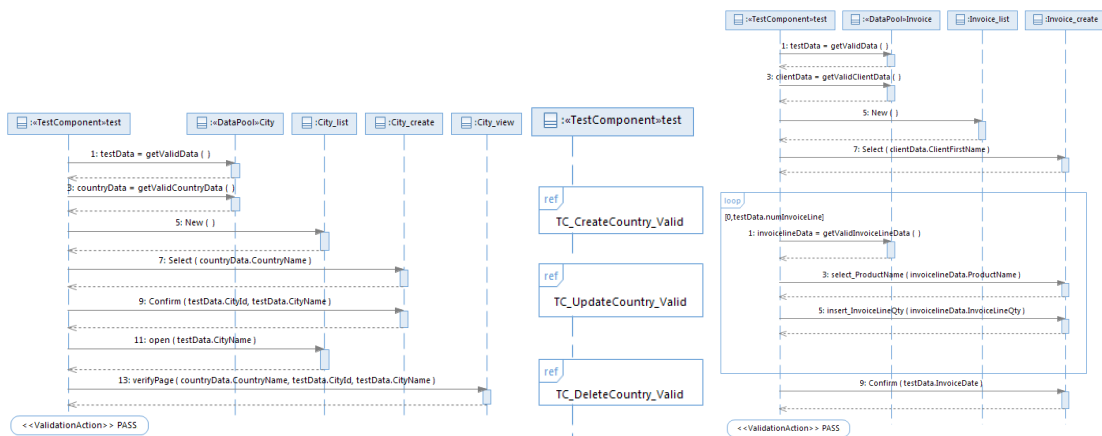 :«TestComponent»test
:«DataPool»City
:City_list
:City_create
:City_view
1: testData = getValidData ( )
3: countryData = getValidCountryData ( )
5: New ( )
7: Select ( countryData.CountryName )
9: Confirm ( testData.CityId, testData.CityName )
11: open ( testData.CityName )
13: verifyPage ( countryData.CountryName, testData.CityId, testData.CityName )
<<ValidationAction>> PASS
:«TestComponent»test
ref
TC_CreateCountry_Valid
ref
TC_UpdateCountry_Valid
ref
TC_DeleteCountry_Valid
:«TestComponent»test
:«DataPool»Invoice
:Invoice_list
:Invoice_create
1: testData = getValidData ( )
3: clientData = getValidClientData ( )
5: New ( )
7: Select ( clientData.ClientFirstName )
loop
[0,testData.numInvoiceLine]
1: invoicelineData = getValidInvoiceLineData ( )
3: select_ProductName ( invoicelineData.ProductName )
5: insert_InvoiceLineQty ( invoicelineData.InvoiceLineQty )
9: Confirm ( testData.InvoiceDate )
<<ValidationAction>> PASS